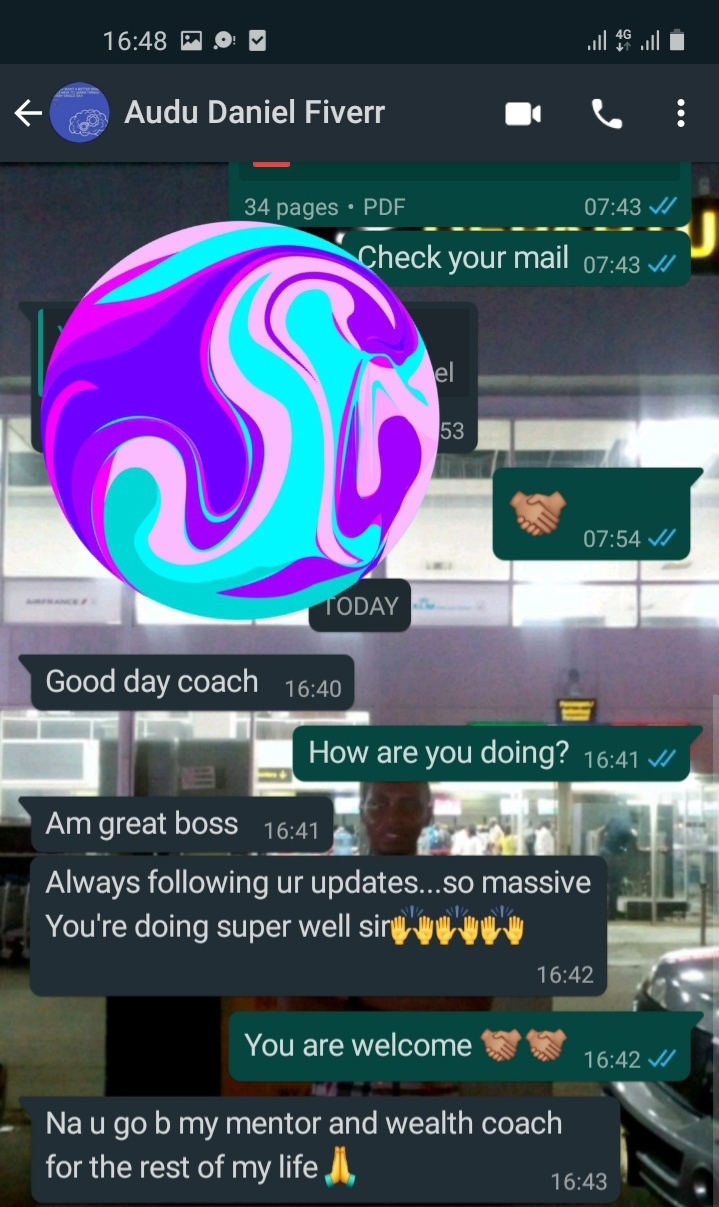 16:48
4G
Audu Daniel Fiverr
34 pages • PDF 07:43
Check your mail 07:43
el
53
07:54
AIRFRANCE
KLM
TODAY
Good day coach 16:40
How are you doing? 16:41
Am great boss 16:41
Always following ur updates...so massive
You're doing super well sir🙌🙌🙌
16:42
You are welcome 🤝🤝 16:42
Na u go b my mentor and wealth coach
for the rest of my life🙏 16:43